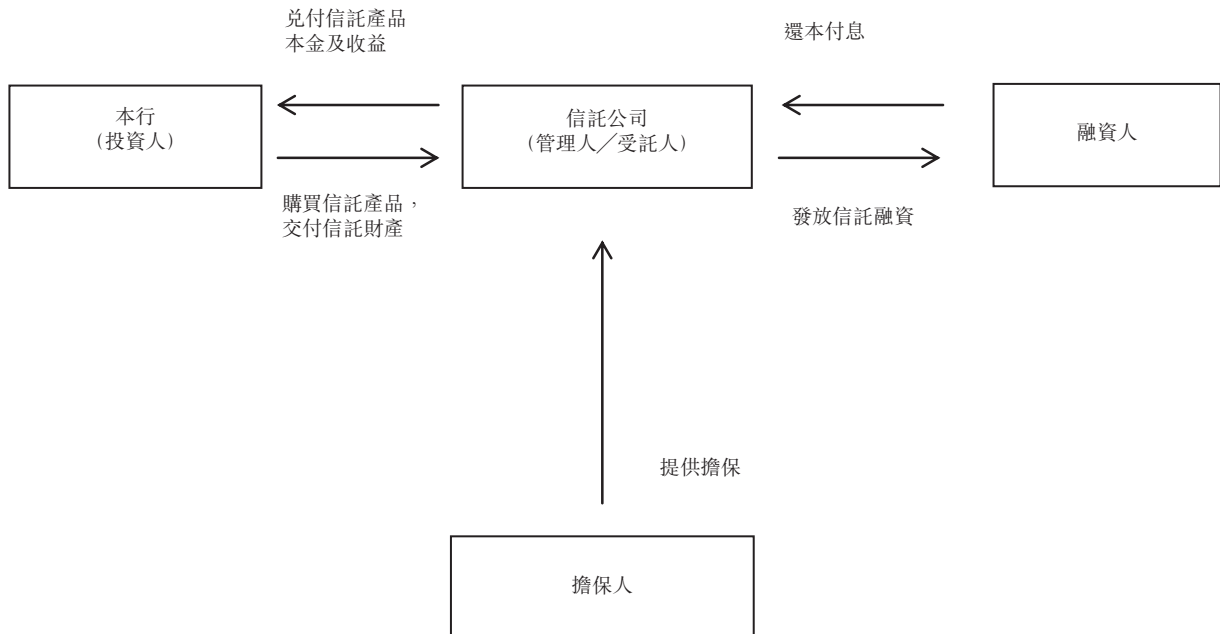 兑付信託產品
本金及收益
還本付息
本行
(投資人)
信託公司
(管理人／受託人)
融資人
購買信託產品，
交付信託財產
發放信託融資
提供擔保
擔保人